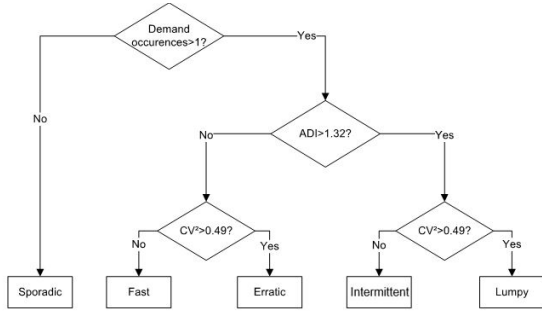 Demand
occurences>1?
Yes
No
ADI>1.32?
No
Yes
CV²>0.49?
CV²>0.49?
No
Yes
No
Yes
Sporadic
Fast
Erratic
Intermittent
Lumpy